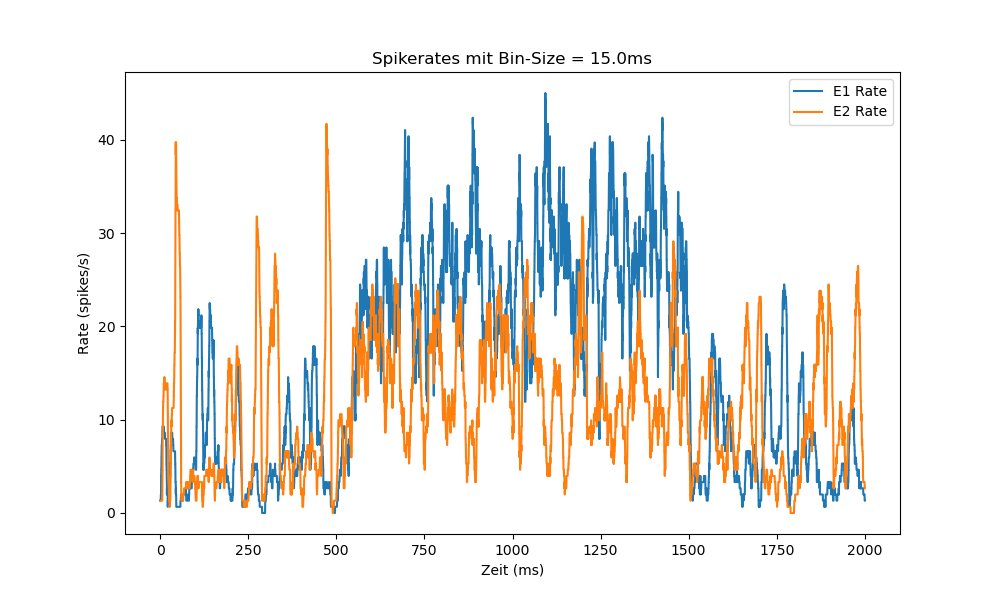 Spikerates mit Bin-Size = 15.0ms
E1 Rate
E2 Rate
40
30
20
10
0
Rate (spikes/s)
0 250 500 750 1000 1250 1500 1750 2000
Zeit (ms)